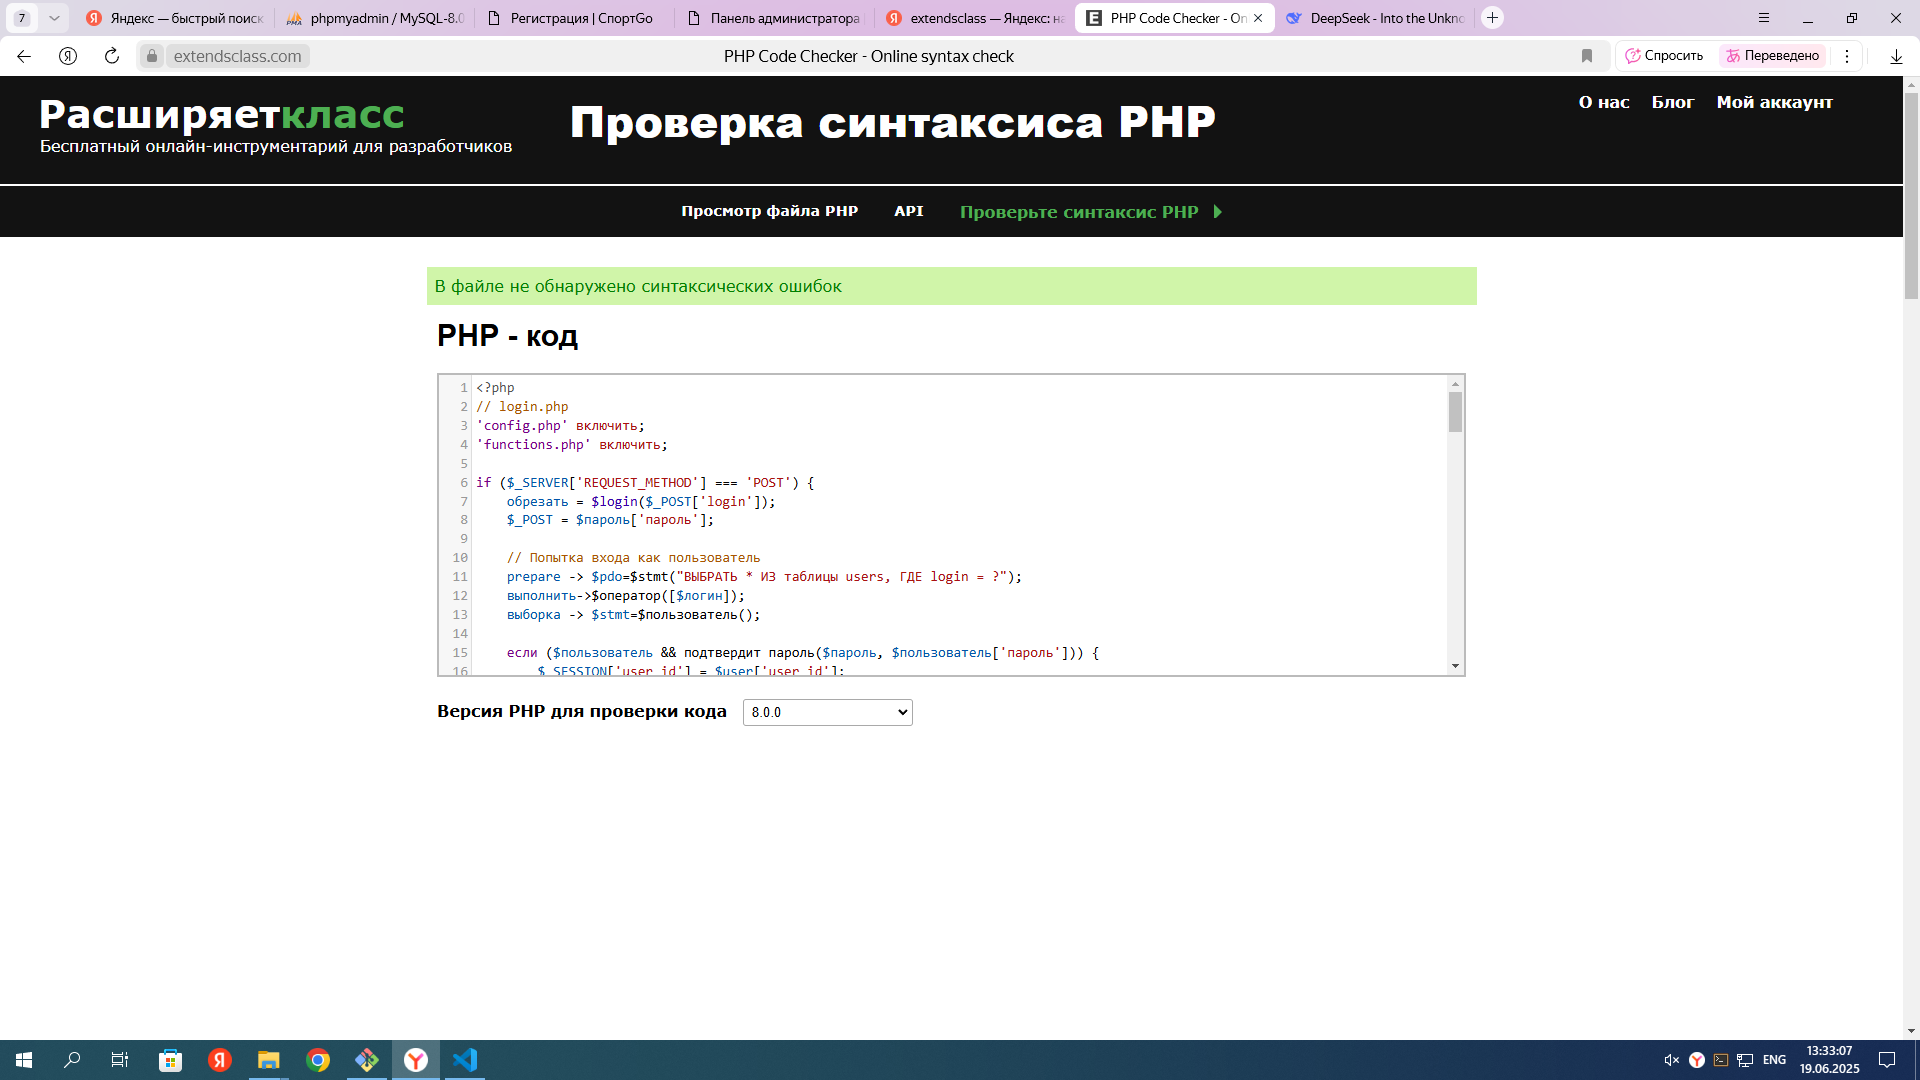 7
Яндекс — быстрый поиск
phpmyadmin / MySQL-8.0
Регистрация | СпортGo
Панель администратора
extendsclass — Яндекс: на
PHP Code Checker - On
DeepSeek - Into the Unkno
extendsclass.com
PHP Code Checker - Online syntax check
Спросить
Переведено
Расширяеткласс
Бесплатный онлайн-инструментарий для разработчиков
Проверка синтаксиса PHP
О нас
Блог
Мой аккаунт
Просмотр файла PHP
API
Проверьте синтаксис PHP
В файле не обнаружено синтаксических ошибок
PHP - код
1 <?php
2 // login.php
3 'config.php' включить;
4 'functions.php' включить;
5
6 if ($_SERVER['REQUEST_METHOD'] === 'POST') {
7 обрезать = $login($_POST['login']);
8 $_POST = $пароль['пароль'];
9
10 // Попытка входа как пользователь
11 prepare -> $pdo=$stmt("ВЫБРАТЬ * ИЗ таблицы users, ГДЕ login = ?");
12 выполнить->$оператор([$логин]);
13 выборка -> $stmt=$пользователь();
14
15 если ($пользователь && подтвердит пароль($пароль, $пользователь['пароль'])) {
16 $_SESSION['user_id'] = $user['user_id'];
Версия PHP для проверки кода
8.0.0
ENG
13:33:07
19.06.2025